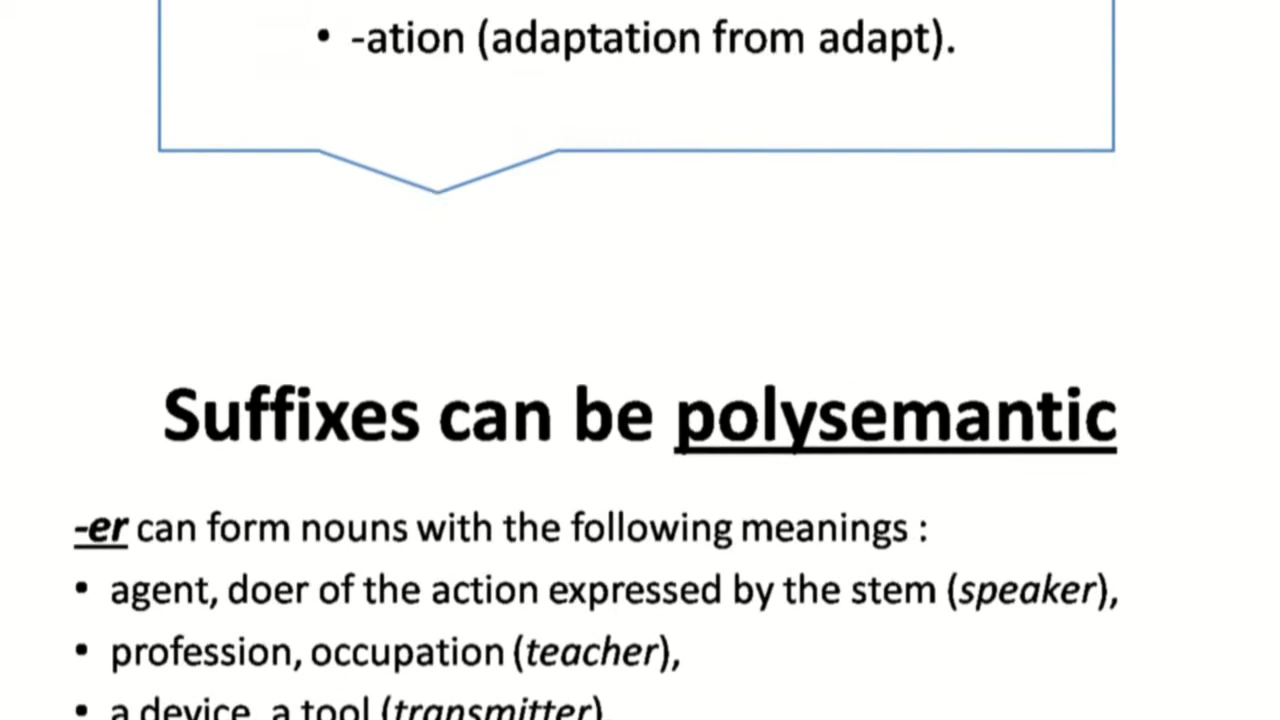 • -ation (adaptation from adapt).
Suffixes can be polysemantic
-er can form nouns with the following meanings :
• agent, doer of the action expressed by the stem (speaker),
• profession, occupation (teacher),
• a device, a tool (transmitter).